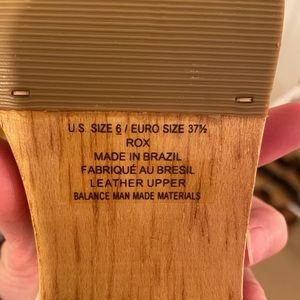 U.S. SIZE 6 / EURO SIZE 37½
ROX
MADE IN BRAZIL
FABRIQUÉ AU BRESIL
LEATHER UPPER
BALANCE MAN MADE MATERIALS